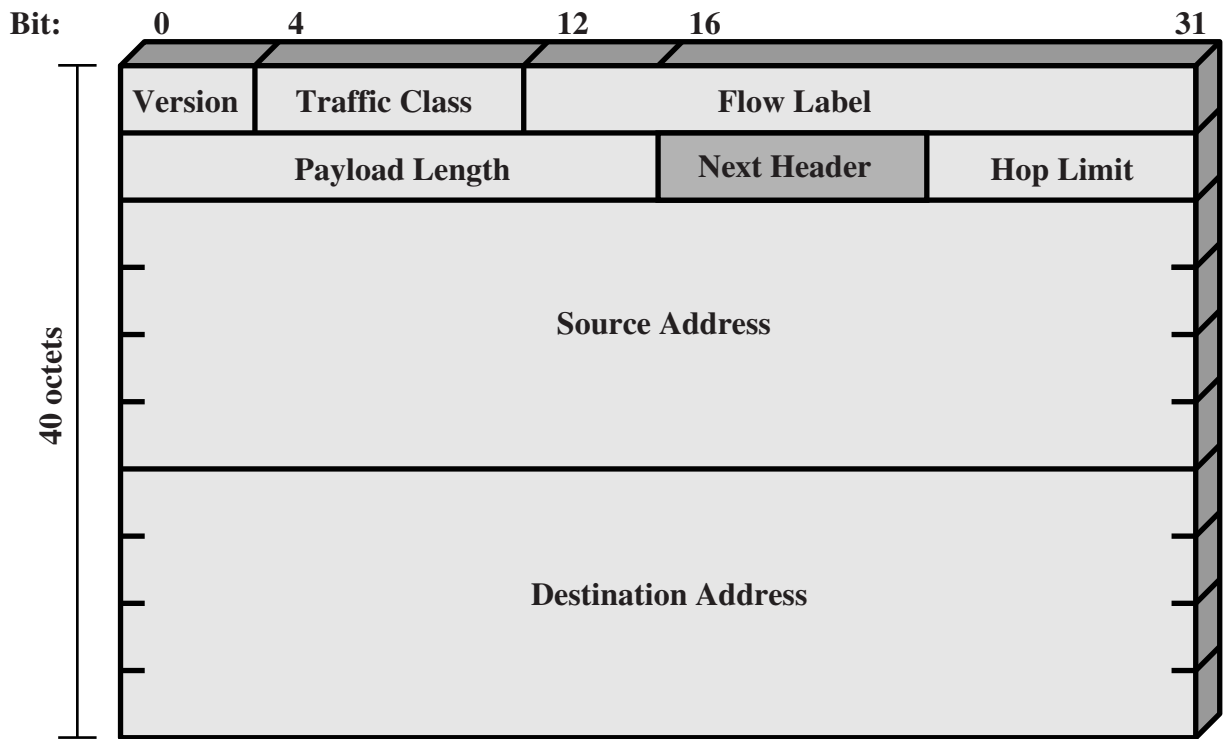 Bit: 0 4 12 16 31
Version Traffic Class Flow Label
Payload Length Next Header Hop Limit
Source Address
40 octets
Destination Address